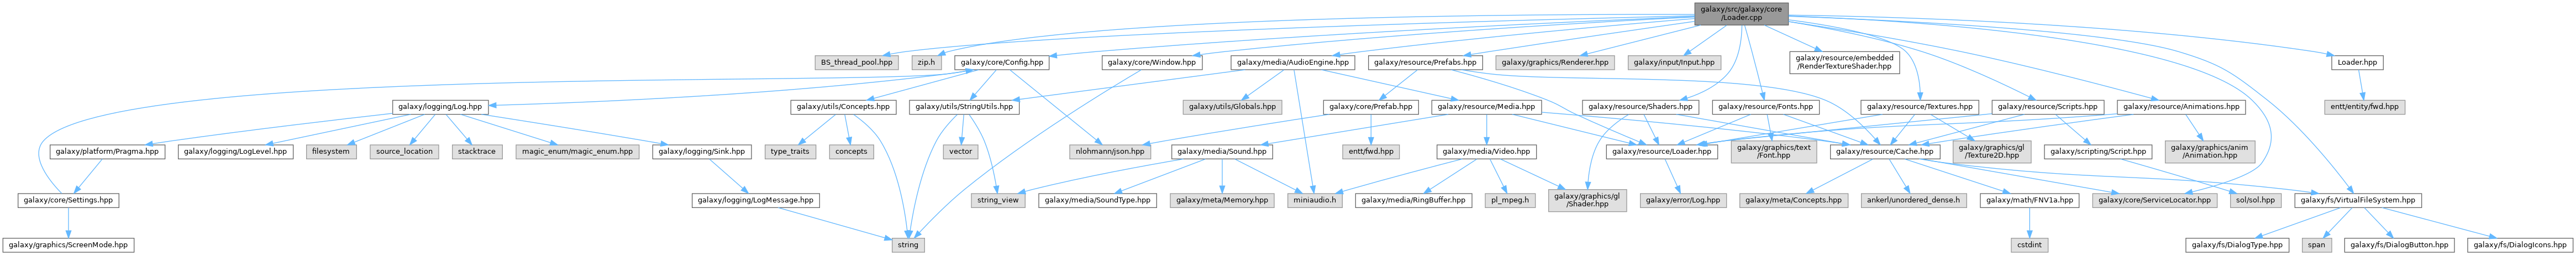 galaxy/src/galaxy/core
/Loader.cpp
BS_thread_pool.hpp
zip.h
galaxy/core/Config.hpp
galaxy/core/Window.hpp
galaxy/media/AudioEngine.hpp
galaxy/resource/Prefabs.hpp
galaxy/graphics/Renderer.hpp
galaxy/input/Input.hpp
galaxy/resource/embedded
/RenderTextureShader.hpp
Loader.hpp
galaxy/logging/Log.hpp
galaxy/utils/Concepts.hpp
galaxy/utils/StringUtils.hpp
galaxy/utils/Globals.hpp
galaxy/core/Prefab.hpp
galaxy/resource/Media.hpp
galaxy/resource/Shaders.hpp
galaxy/resource/Fonts.hpp
galaxy/resource/Textures.hpp
galaxy/resource/Scripts.hpp
galaxy/resource/Animations.hpp
entt/entity/fwd.hpp
galaxy/platform/Pragma.hpp
galaxy/logging/LogLevel.hpp
filesystem
source_location
stacktrace
magic_enum/magic_enum.hpp
galaxy/logging/Sink.hpp
type_traits
concepts
vector
nlohmann/json.hpp
entt/fwd.hpp
galaxy/media/Sound.hpp
galaxy/media/Video.hpp
galaxy/resource/Loader.hpp
galaxy/graphics/text
/Font.hpp
galaxy/resource/Cache.hpp
galaxy/graphics/gl
/Texture2D.hpp
galaxy/scripting/Script.hpp
galaxy/graphics/anim
/Animation.hpp
galaxy/core/Settings.hpp
galaxy/logging/LogMessage.hpp
string_view
galaxy/media/SoundType.hpp
galaxy/meta/Memory.hpp
miniaudio.h
galaxy/media/RingBuffer.hpp
pl_mpeg.h
galaxy/graphics/gl
/Shader.hpp
galaxy/error/Log.hpp
galaxy/meta/Concepts.hpp
ankerl/unordered_dense.h
galaxy/math/FNV1a.hpp
galaxy/core/ServiceLocator.hpp
sol/sol.hpp
galaxy/fs/VirtualFileSystem.hpp
galaxy/graphics/ScreenMode.hpp
string
cstdint
galaxy/fs/DialogType.hpp
span
galaxy/fs/DialogButton.hpp
galaxy/fs/DialogIcons.hpp